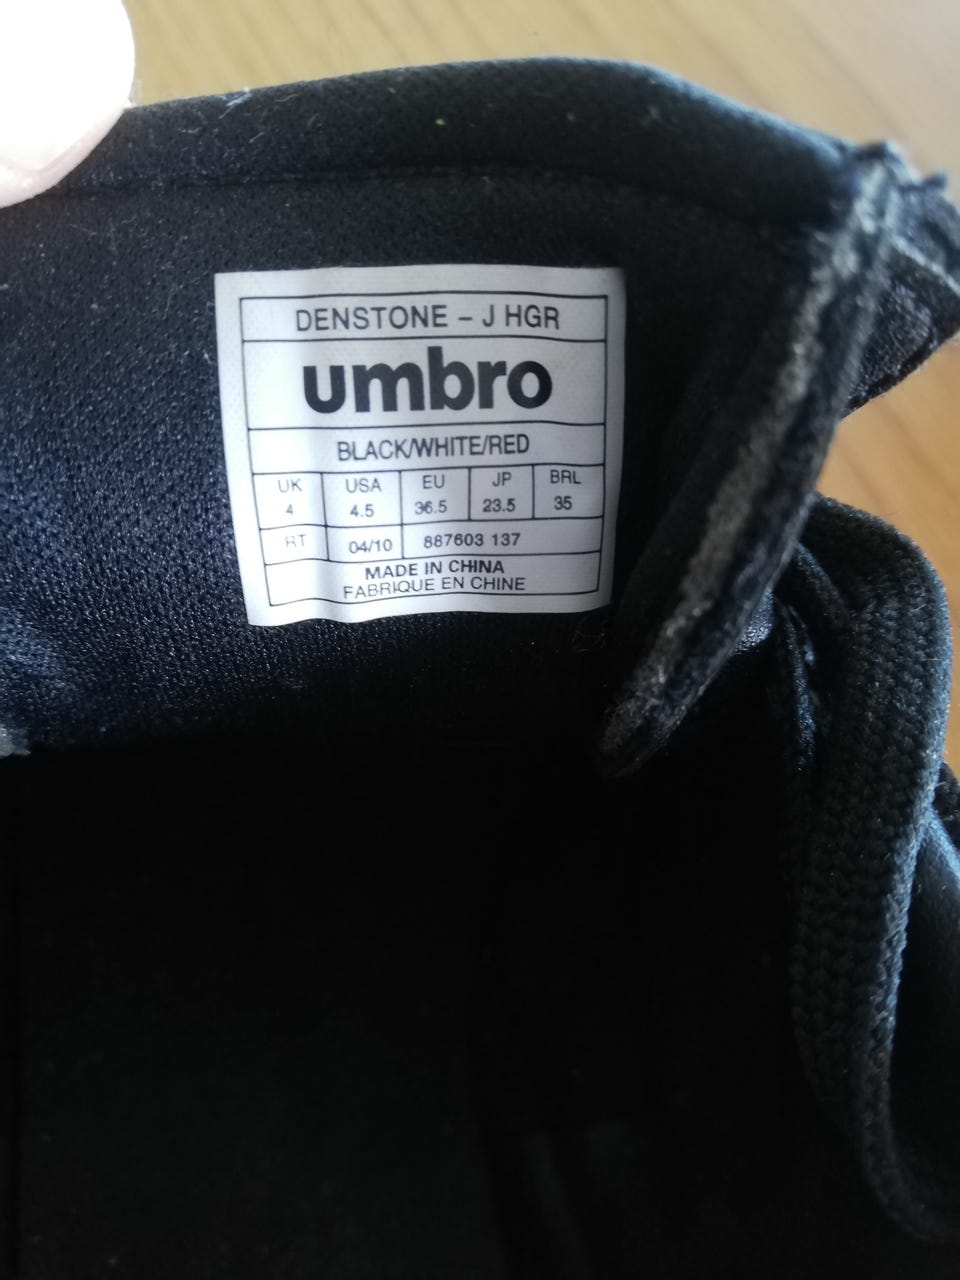 DENSTONE - J HGR
umbro
BLACK/WHITE/RED
UK USA EU JP BRL
4 4.5 36.5 23.5 35
RT 04/10 887603 137
MADE IN CHINA
FABRIQUE EN CHINE